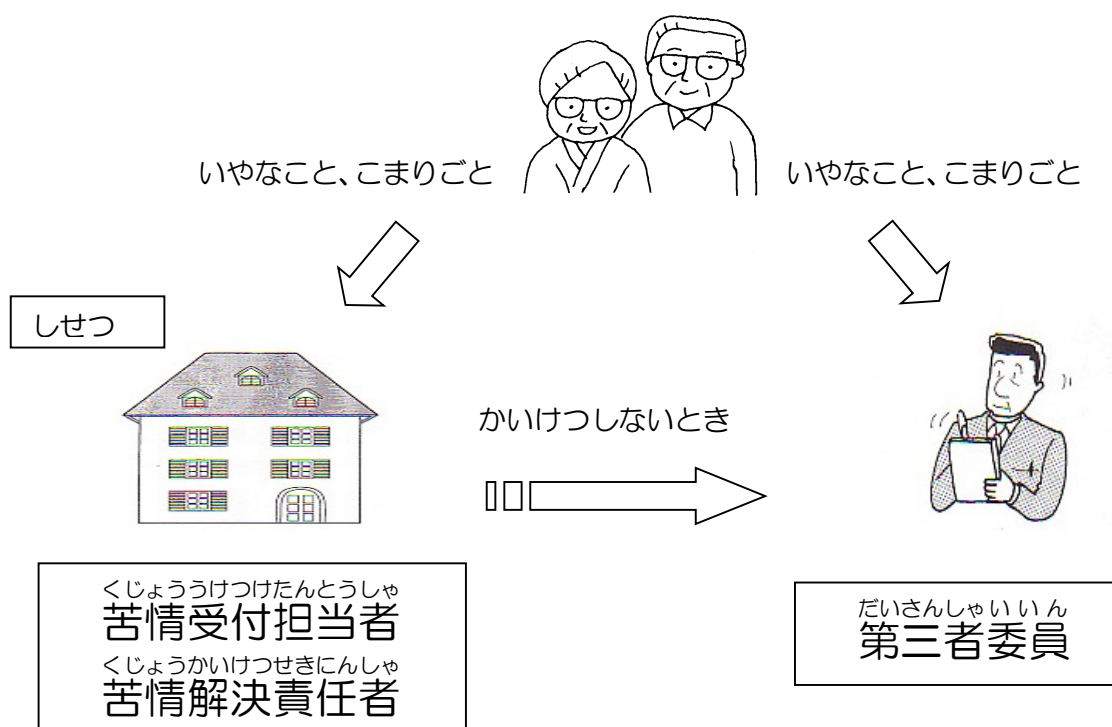 いやなこと、こまりごと
いやなこと、こまりごと
しせつ
かいけつしないとき
くじょううけつけたんとうしゃ
苦情受付担当者
くじょうかいけつせきにんしゃ
苦情解決責任者
だいさんしゃいいん
第三者委員